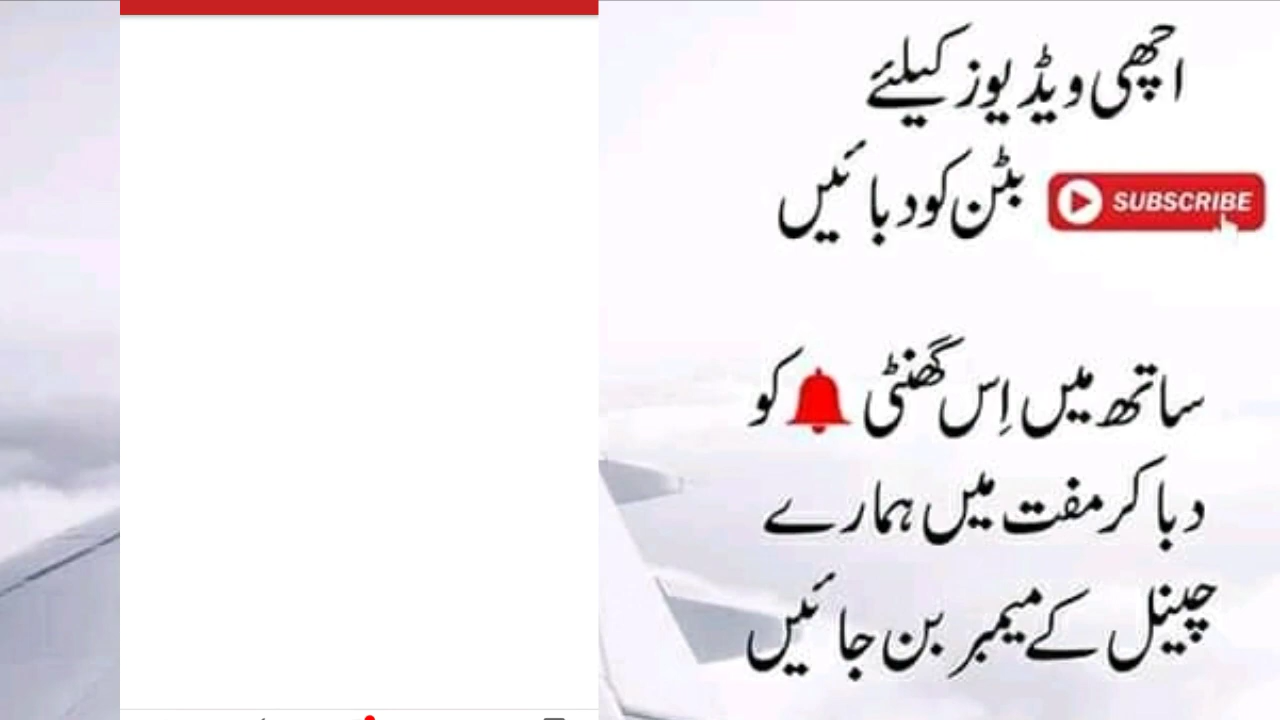 اچھی ویڈیوز کیلئے
SUBSCRIBE بٹن کو دبائیں
ساتھ میں اِس گھنٹی کو
دبا کر مفت میں ہمارے
چینل کے میمبر بن جائیں